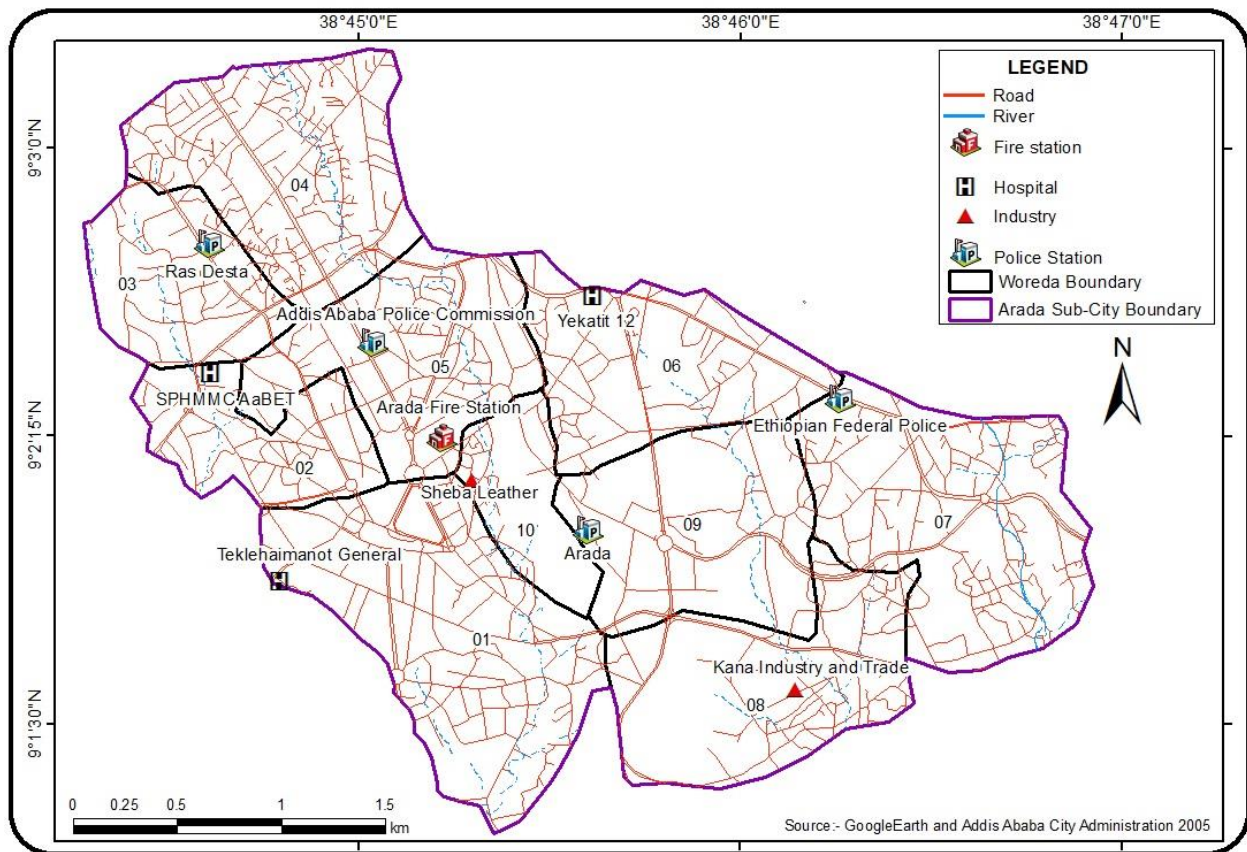 38°45'0"E
38°46'0"E
38°47'0"E
9°3'0"N
9°2'15"N
9°1'30"N
LEGEND
Road
River
Fire station
Hospital
Industry
Police Station
Woreda Boundary
Arada Sub-City Boundary
N
04
03
Ras Desta
Addis Ababa Police Commission
Yekatit 12
05
06
SPHMMC AaBET
Arada Fire Station
Ethiopian Federal Police
02
Sheba Leather
10
09
07
Teklehaimanot General
Arada
01
Kana Industry and Trade
08
0 0.25 0.5 1 1.5
km
Source:- GoogleEarth and Addis Ababa City Administration 2005